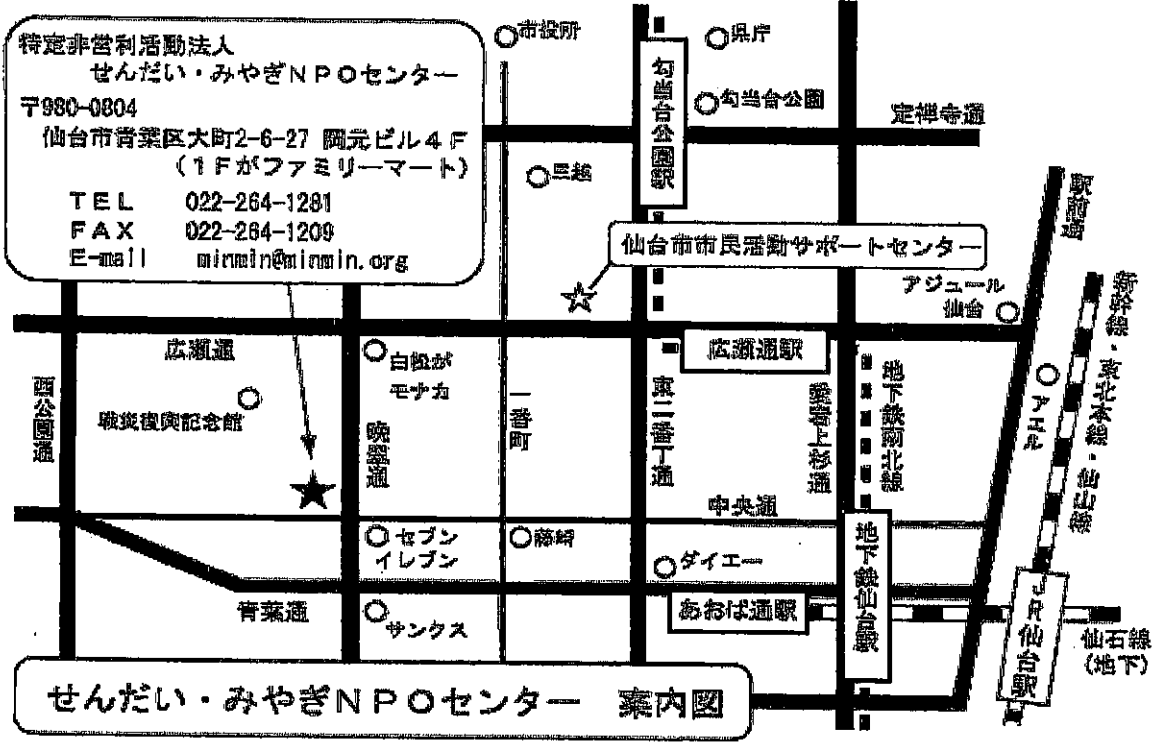 特定非営利活動法人
せんだい・みやぎNPOセンター
〒980-0804
仙台市青葉区大町2-6-27 岡元ビル4F
(1Fがファミリーマート)
TEL 022-264-1281
FAX 022-264-1209
E-mail minmin@minmin.org
市役所
県庁
勾当台公園駅
勾当台公園
定禅寺通
三越
駅前通
仙台市市民活動サポートセンター
アジュール
仙台
新幹線・東北本線・仙山線
広瀬通
白松が
モナカ
広瀬通駅
西公園通
戦災復興記念館
晩翠通
一番町
東二番丁通
愛宕上杉通
地下鉄南北線
アエル
中央通
セブン
イレブン
藤崎
ダイエー
地下鉄仙台駅
青葉通
サンクス
あおば通駅
JR仙台駅
仙石線
(地下)
せんだい・みやぎNPOセンター 案内図